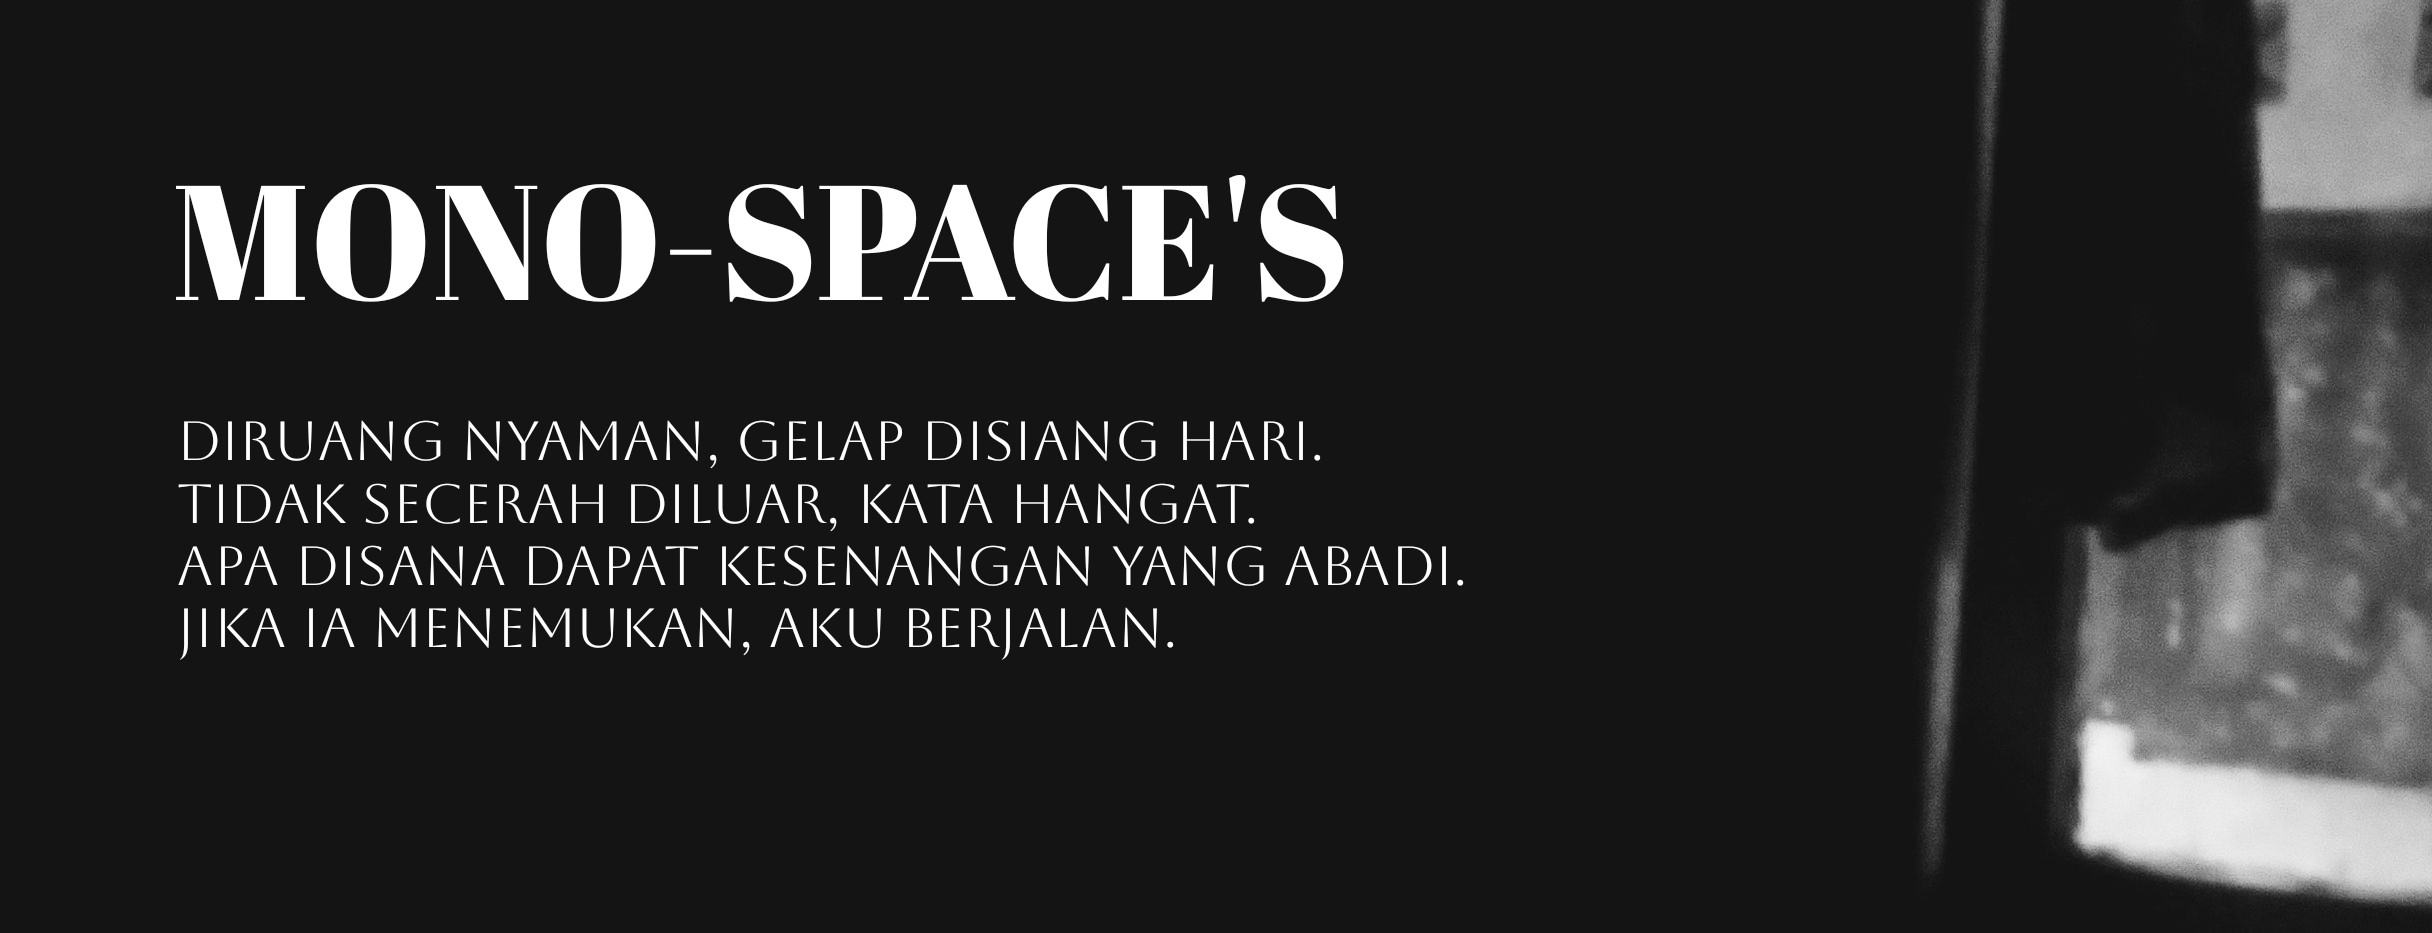 MONO-SPACE'S
DIRUANG NYAMAN, GELAP DISIANG HARI.
TIDAK SECERAH DILUAR, KATA HANGAT.
APA DISANA DAPAT KESENANGAN YANG ABADI.
JIKA IA MENEMUKAN, AKU BERJALAN.